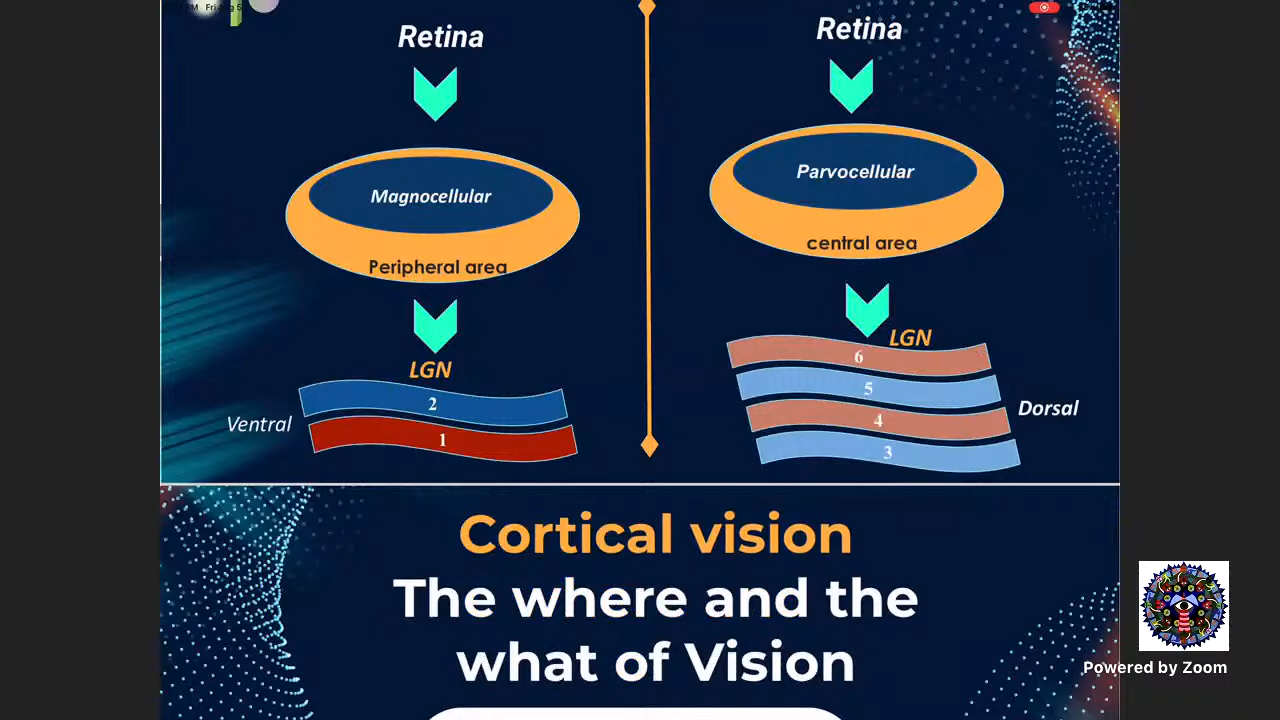 Retina
Magnocellular
Peripheral area
LGN
2
Ventral
1
Retina
Parvocellular
central area
LGN
6
5
Dorsal
4
3
Cortical vision
The where and the
what of Vision
Powered by Zoom